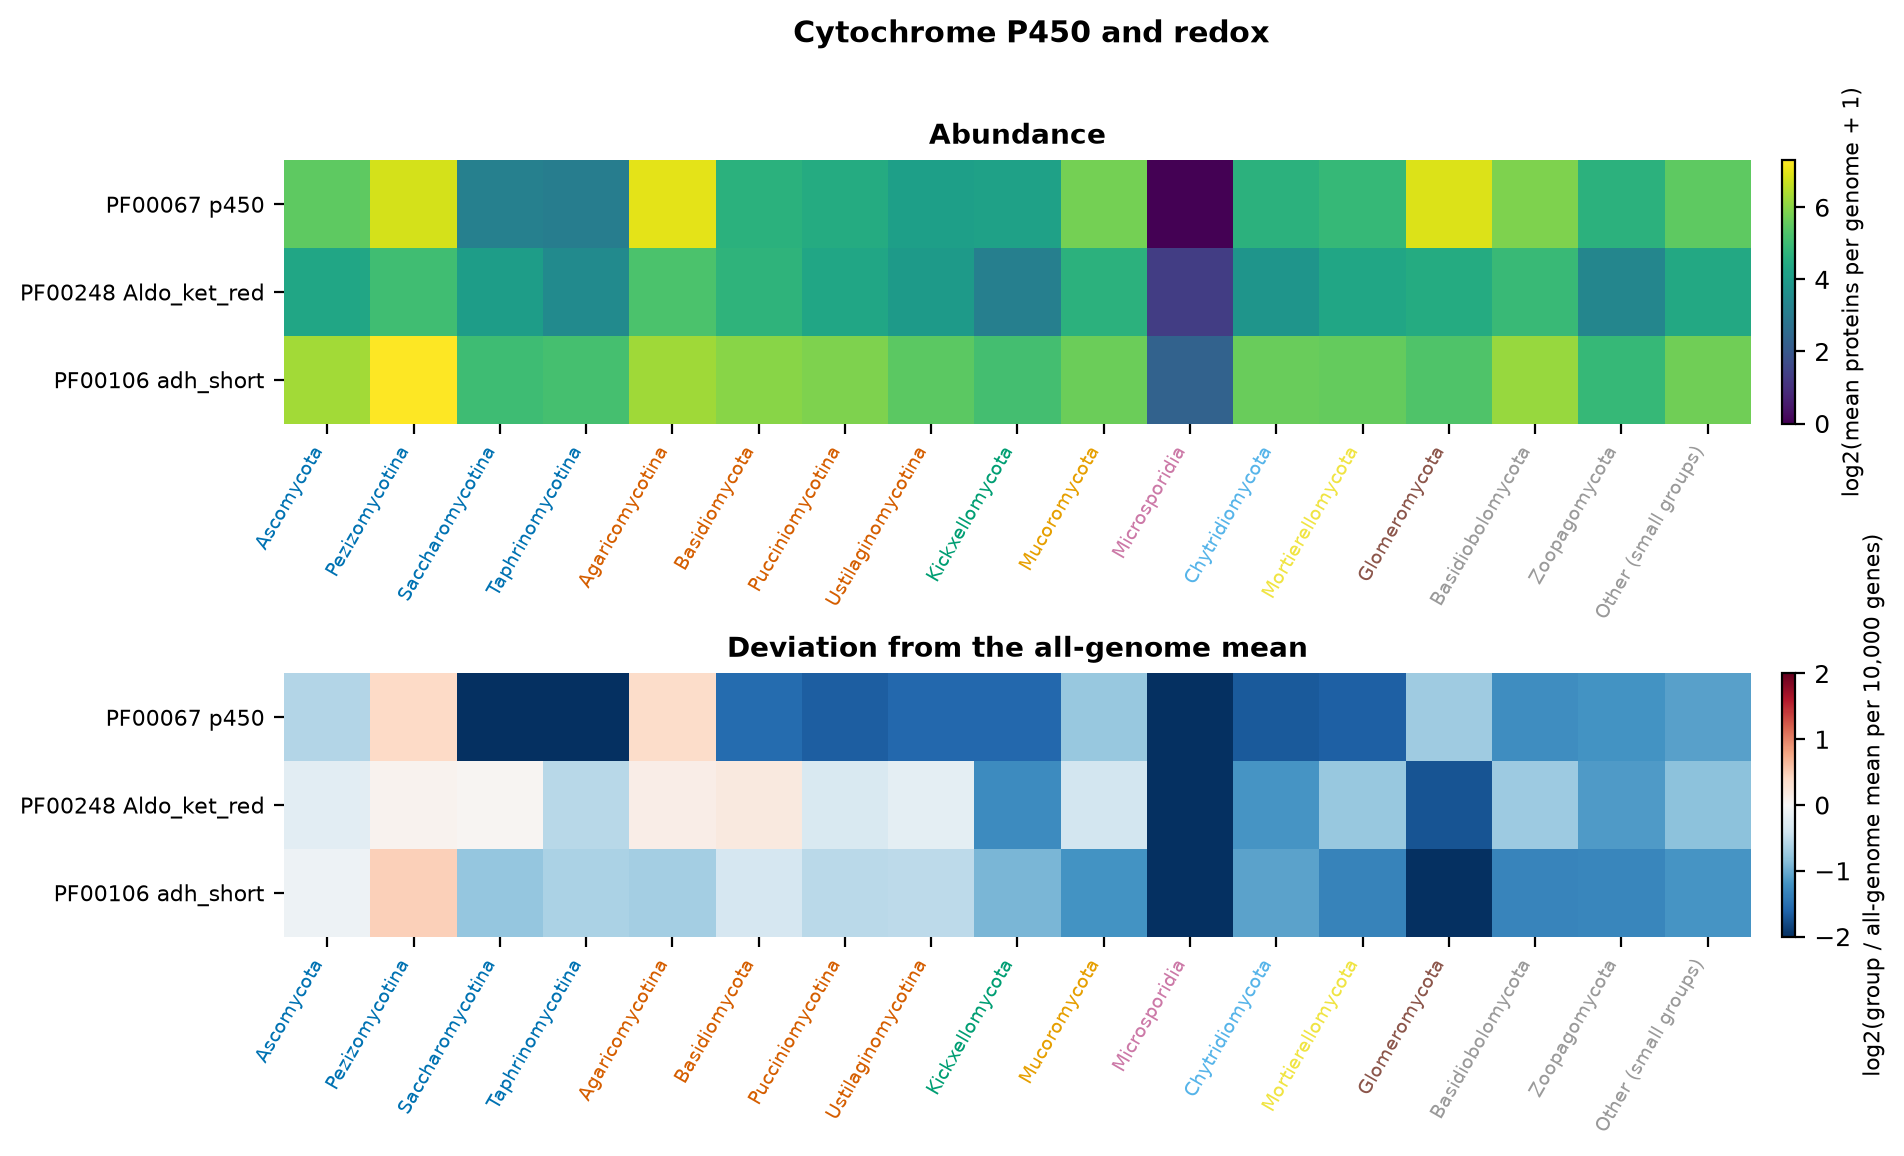 Cytochrome P450 and redox
Abundance
PF00067 p450
PF00248 Aldo_ket_red
PF00106 adh_short
Ascomycota
Pezizomycotina
Saccharomycotina
Taphrinomycotina
Agaricomycotina
Basidiomycota
Pucciniomycotina
Ustilaginomycotina
Kickxellomycota
Mucoromycota
Microsporidia
Chytridiomycota
Mortierellomycota
Glomeromycota
Basidiobolomycota
Zoopagomycota
Other (small groups)
6
4
2
0
log2(mean proteins per genome + 1)
Deviation from the all-genome mean
PF00067 p450
PF00248 Aldo_ket_red
PF00106 adh_short
Ascomycota
Pezizomycotina
Saccharomycotina
Taphrinomycotina
Agaricomycotina
Basidiomycota
Pucciniomycotina
Ustilaginomycotina
Kickxellomycota
Mucoromycota
Microsporidia
Chytridiomycota
Mortierellomycota
Glomeromycota
Basidiobolomycota
Zoopagomycota
Other (small groups)
2
1
0
−1
−2
log2(group / all-genome mean per 10,000 genes)